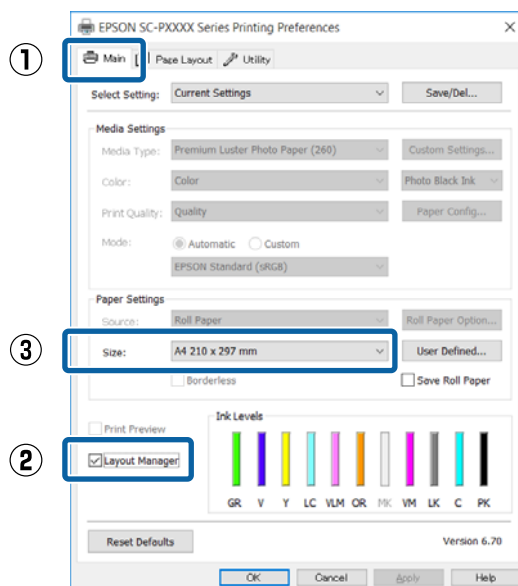 EPSON SC-PXXXX Series Printing Preferences
1
Main Page Layout Utility
Select Setting: Current Settings Save/Del...
Media Settings
Media Type: Premium Luster Photo Paper (260) Custom Settings...
Color: Color Photo Black Ink
Print Quality: Quality Paper Config...
Mode: Automatic Custom
EPSON Standard (sRGB)
Paper Settings
Source: Roll Paper Roll Paper Option...
3
Size: A4 210 x 297 mm User Defined...
Borderless Save Roll Paper
Ink Levels
Print Preview
2
Layout Manager
GR V Y LC VLM OR MK VM LK C PK
Reset Defaults Version 6.70
OK Cancel Apply Help